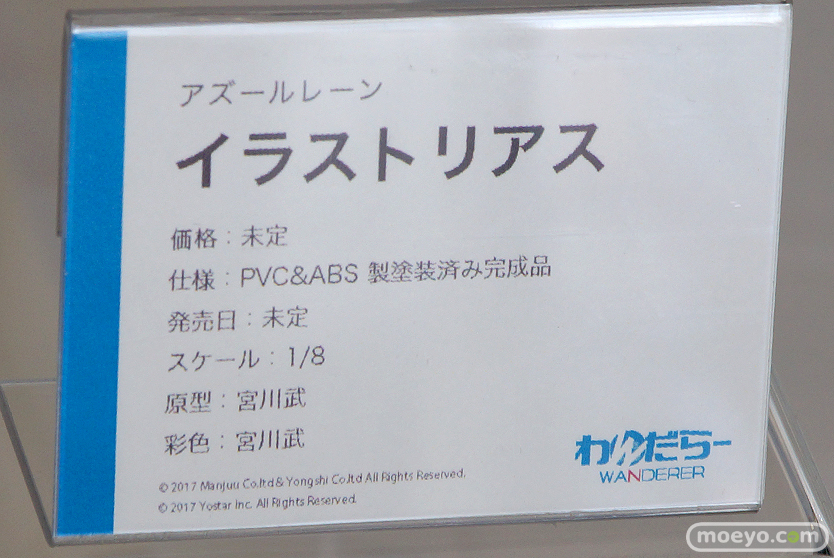 アズールレーン
イラストリアス
価格：未定
仕様：PVC&ABS 製塗装済み完成品
発売日：未定
スケール：1/8
原型：宮川武
彩色：宮川武
わんだらー
WANDERER
© 2017 Manjuu Co.ltd & Yongshi Co.ltd All Rights Reserved.
© 2017 Yostar Inc. All Rights Reserved.
moeyo.com